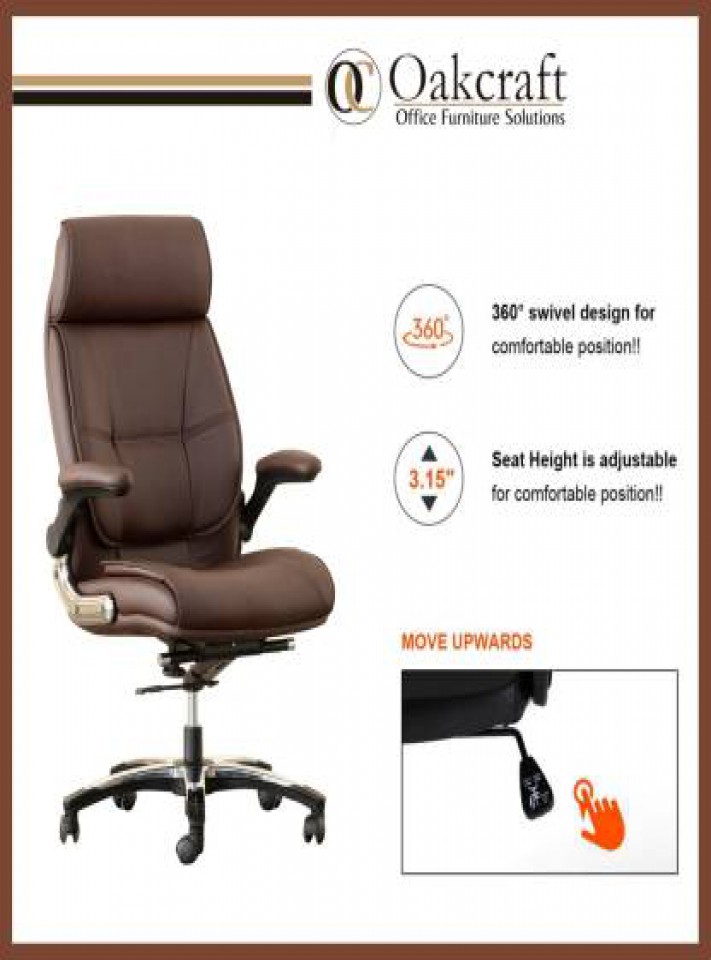 OC Oakcraft
Office Furniture Solutions
360°
360° swivel design for
comfortable position!!
3.15"
Seat Height is adjustable
for comfortable position!!
MOVE UPWARDS